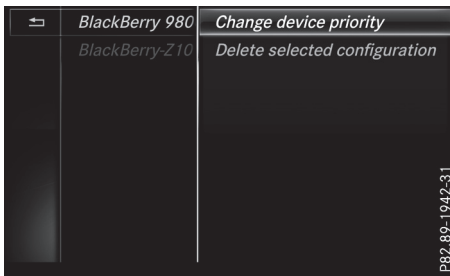 BlackBerry 980
Change device priority
BlackBerry-Z10
Delete selected configuration
P82.89-1942-31